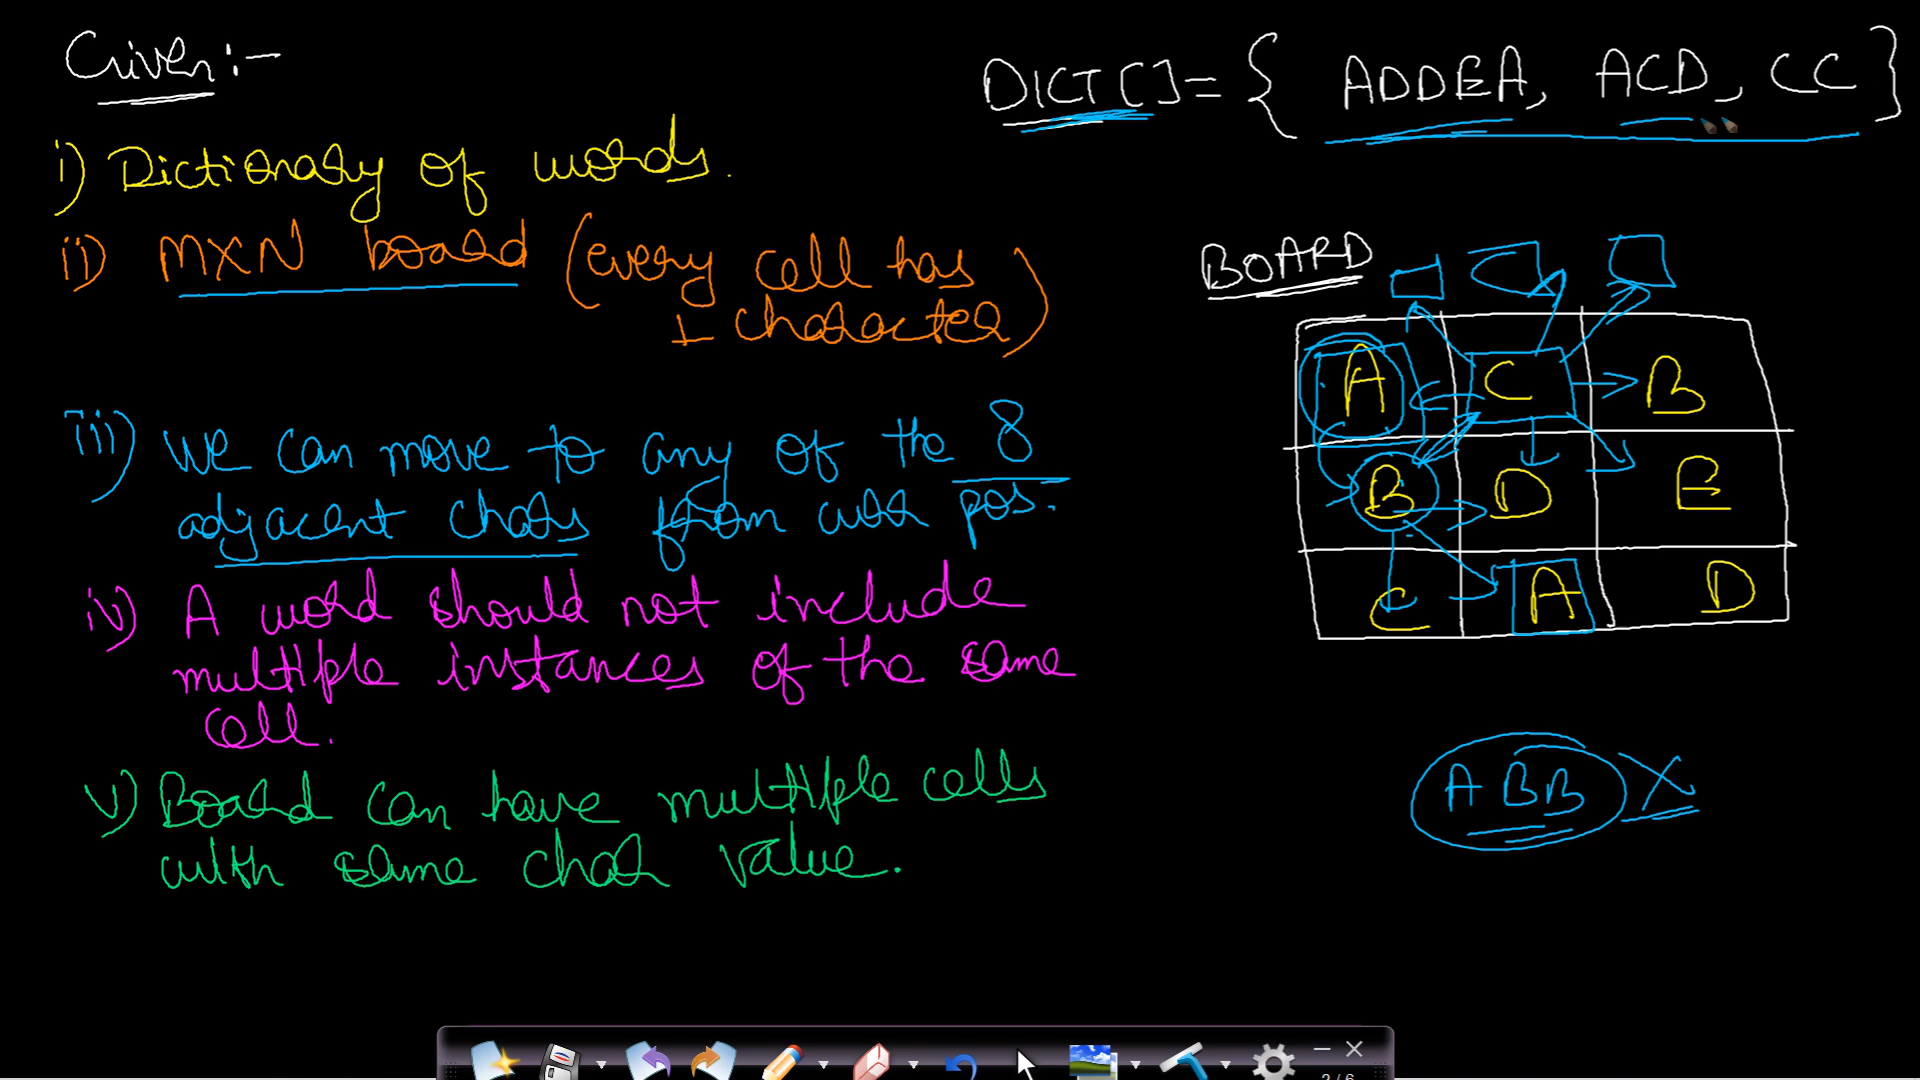 Given:-
DICT[] = { ADDEA, ACD, CC }
i) Dictionary of words.
ii) MXN board (every cell has
1 character)
iii) We can move to any of the 8
adjacent chars from curr pos.
iv) A word should not include
multiple instances of the same
cell.
v) Board can have multiple cells
with same char value.
BOARD
A C B
B D E
C A D
ABB X
2 / 6